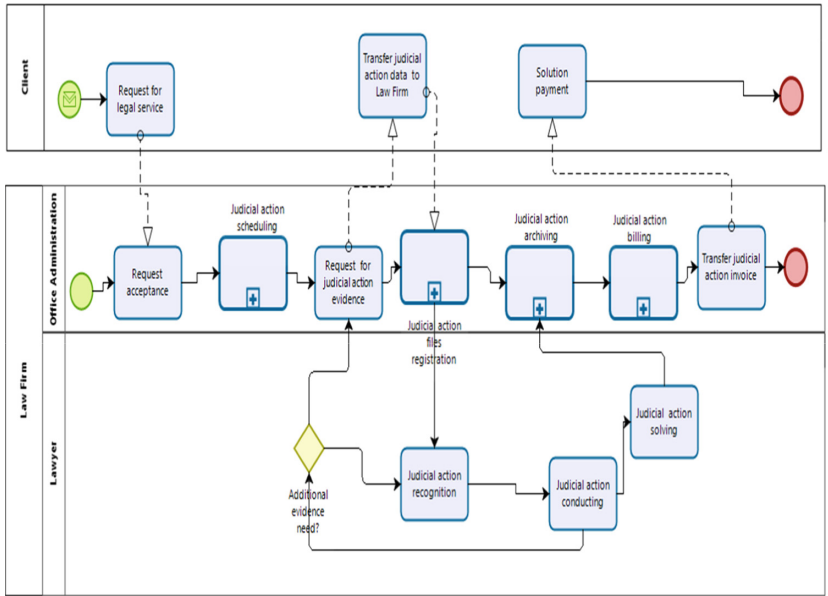 Client
Request for
legal service
Transfer judicial
action data to
Law Firm
Solution
payment
Law Firm
Office Administration
Request
acceptance
Judicial action
scheduling
Request for
judicial action
evidence
Judicial action
files
registration
Judicial action
archiving
Judicial action
billing
Transfer judicial
action invoice
Lawyer
Additional
evidence
need?
Judicial action
recognition
Judicial action
conducting
Judicial action
solving